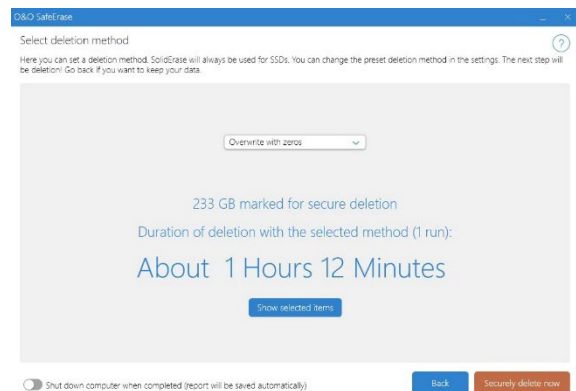 O&O SafeErase
Select deletion method
?
Here you can set a deletion method. SolidErase will always be used for SSDs. You can change the preset deletion method in the settings. The next step will
be deletion! Go back if you want to keep your data.
Overwrite with zeros
233 GB marked for secure deletion
Duration of deletion with the selected method (1 run):
About 1 Hours 12 Minutes
Show selected items
Shut down computer when completed (report will be saved automatically)
Back
Securely delete now